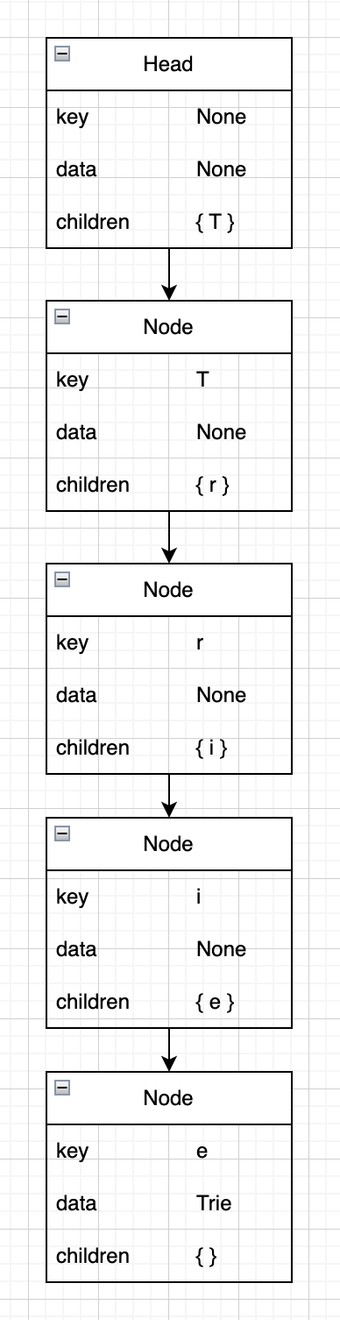 Head
key None
data None
children { T }
Node
key T
data None
children { r }
Node
key r
data None
children { i }
Node
key i
data None
children { e }
Node
key e
data Trie
children { }